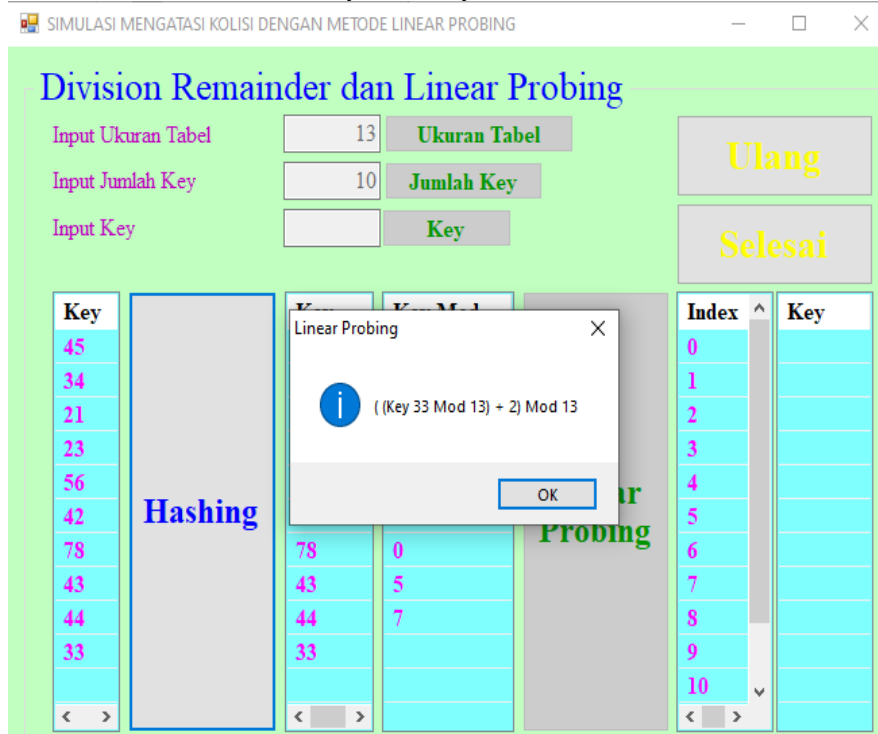 SIMULASI MENGATASI KOLISI DENGAN METODE LINEAR PROBING
Division Remainder dan Linear Probing
Input Ukuran Tabel 13 Ukuran Tabel
Ulang
Input Jumlah Key 10 Jumlah Key
Input Key Key
Selesai
Key
45
34
21
23
56
42
78
43
44
33
Hashing
Linear Probing
( (Key 33 Mod 13) + 2) Mod 13
OK
78 0
43 5
44 7
33
Probing
Index Key
0
1
2
3
4
5
6
7
8
9
10